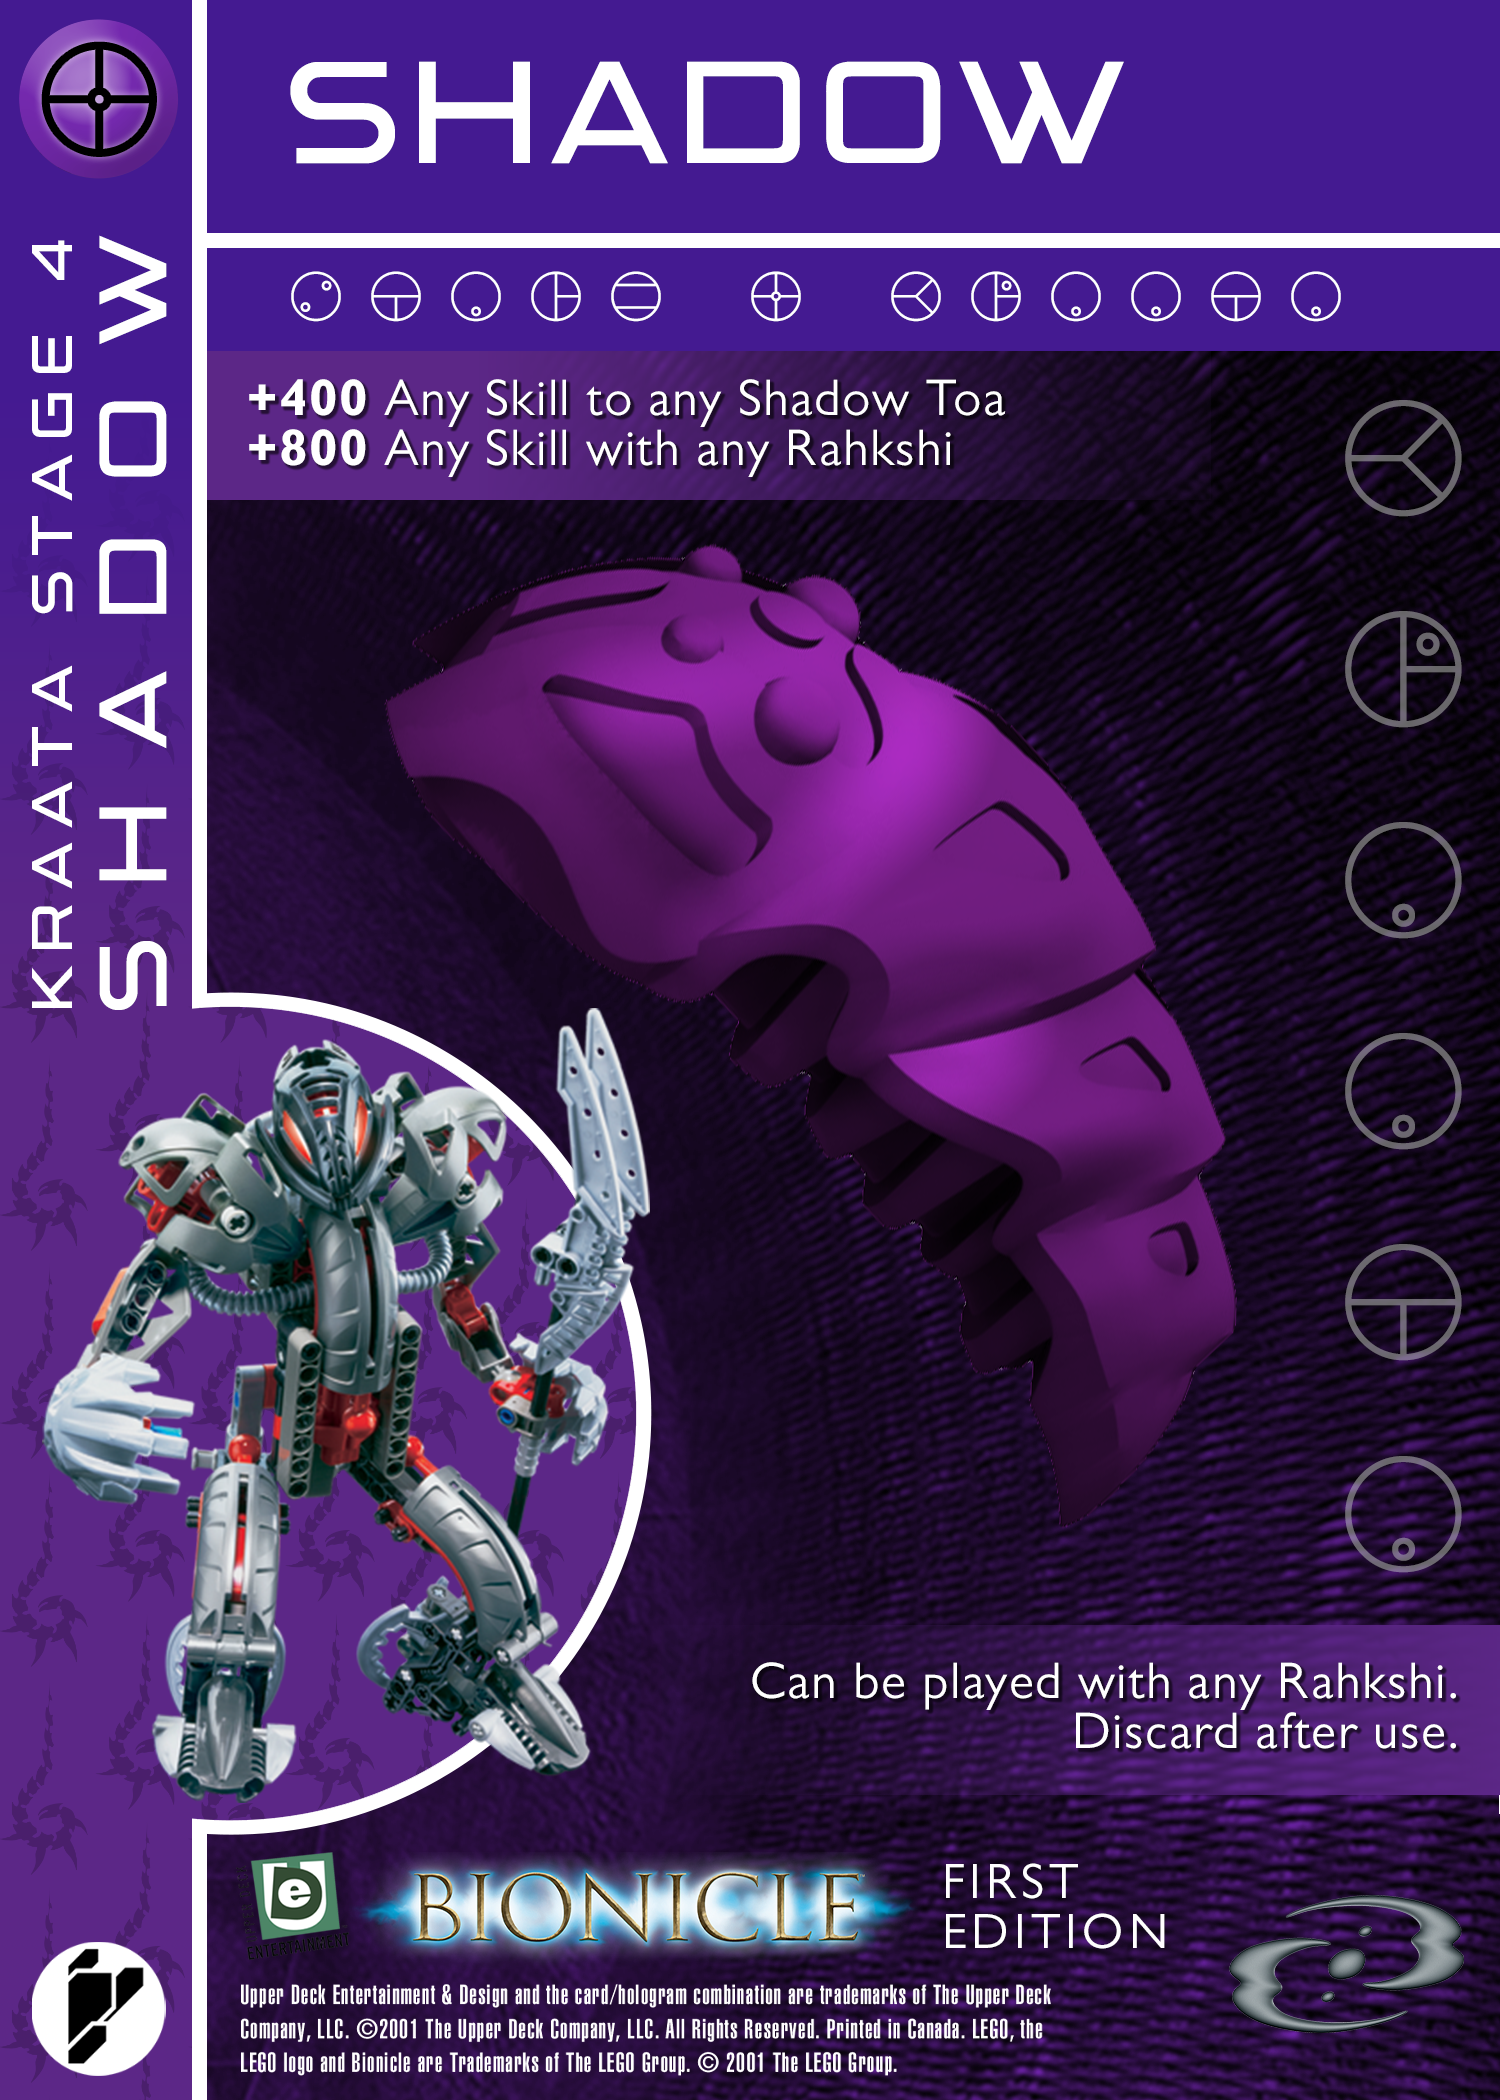 SHADOW
KRAATA STAGE 4
SHADOW
+400 Any Skill to any Shadow Toa
+800 Any Skill with any Rahkshi
Can be played with any Rahkshi.
Discard after use.
e
ENTERTAINMENT
BIONICLE
FIRST
EDITION
Upper Deck Entertainment & Design and the card/hologram combination are trademarks of The Upper Deck
Company, LLC. ©2001 The Upper Deck Company, LLC. All Rights Reserved. Printed in Canada. LEGO, the
LEGO logo and Bionicle are Trademarks of The LEGO Group. © 2001 The LEGO Group.